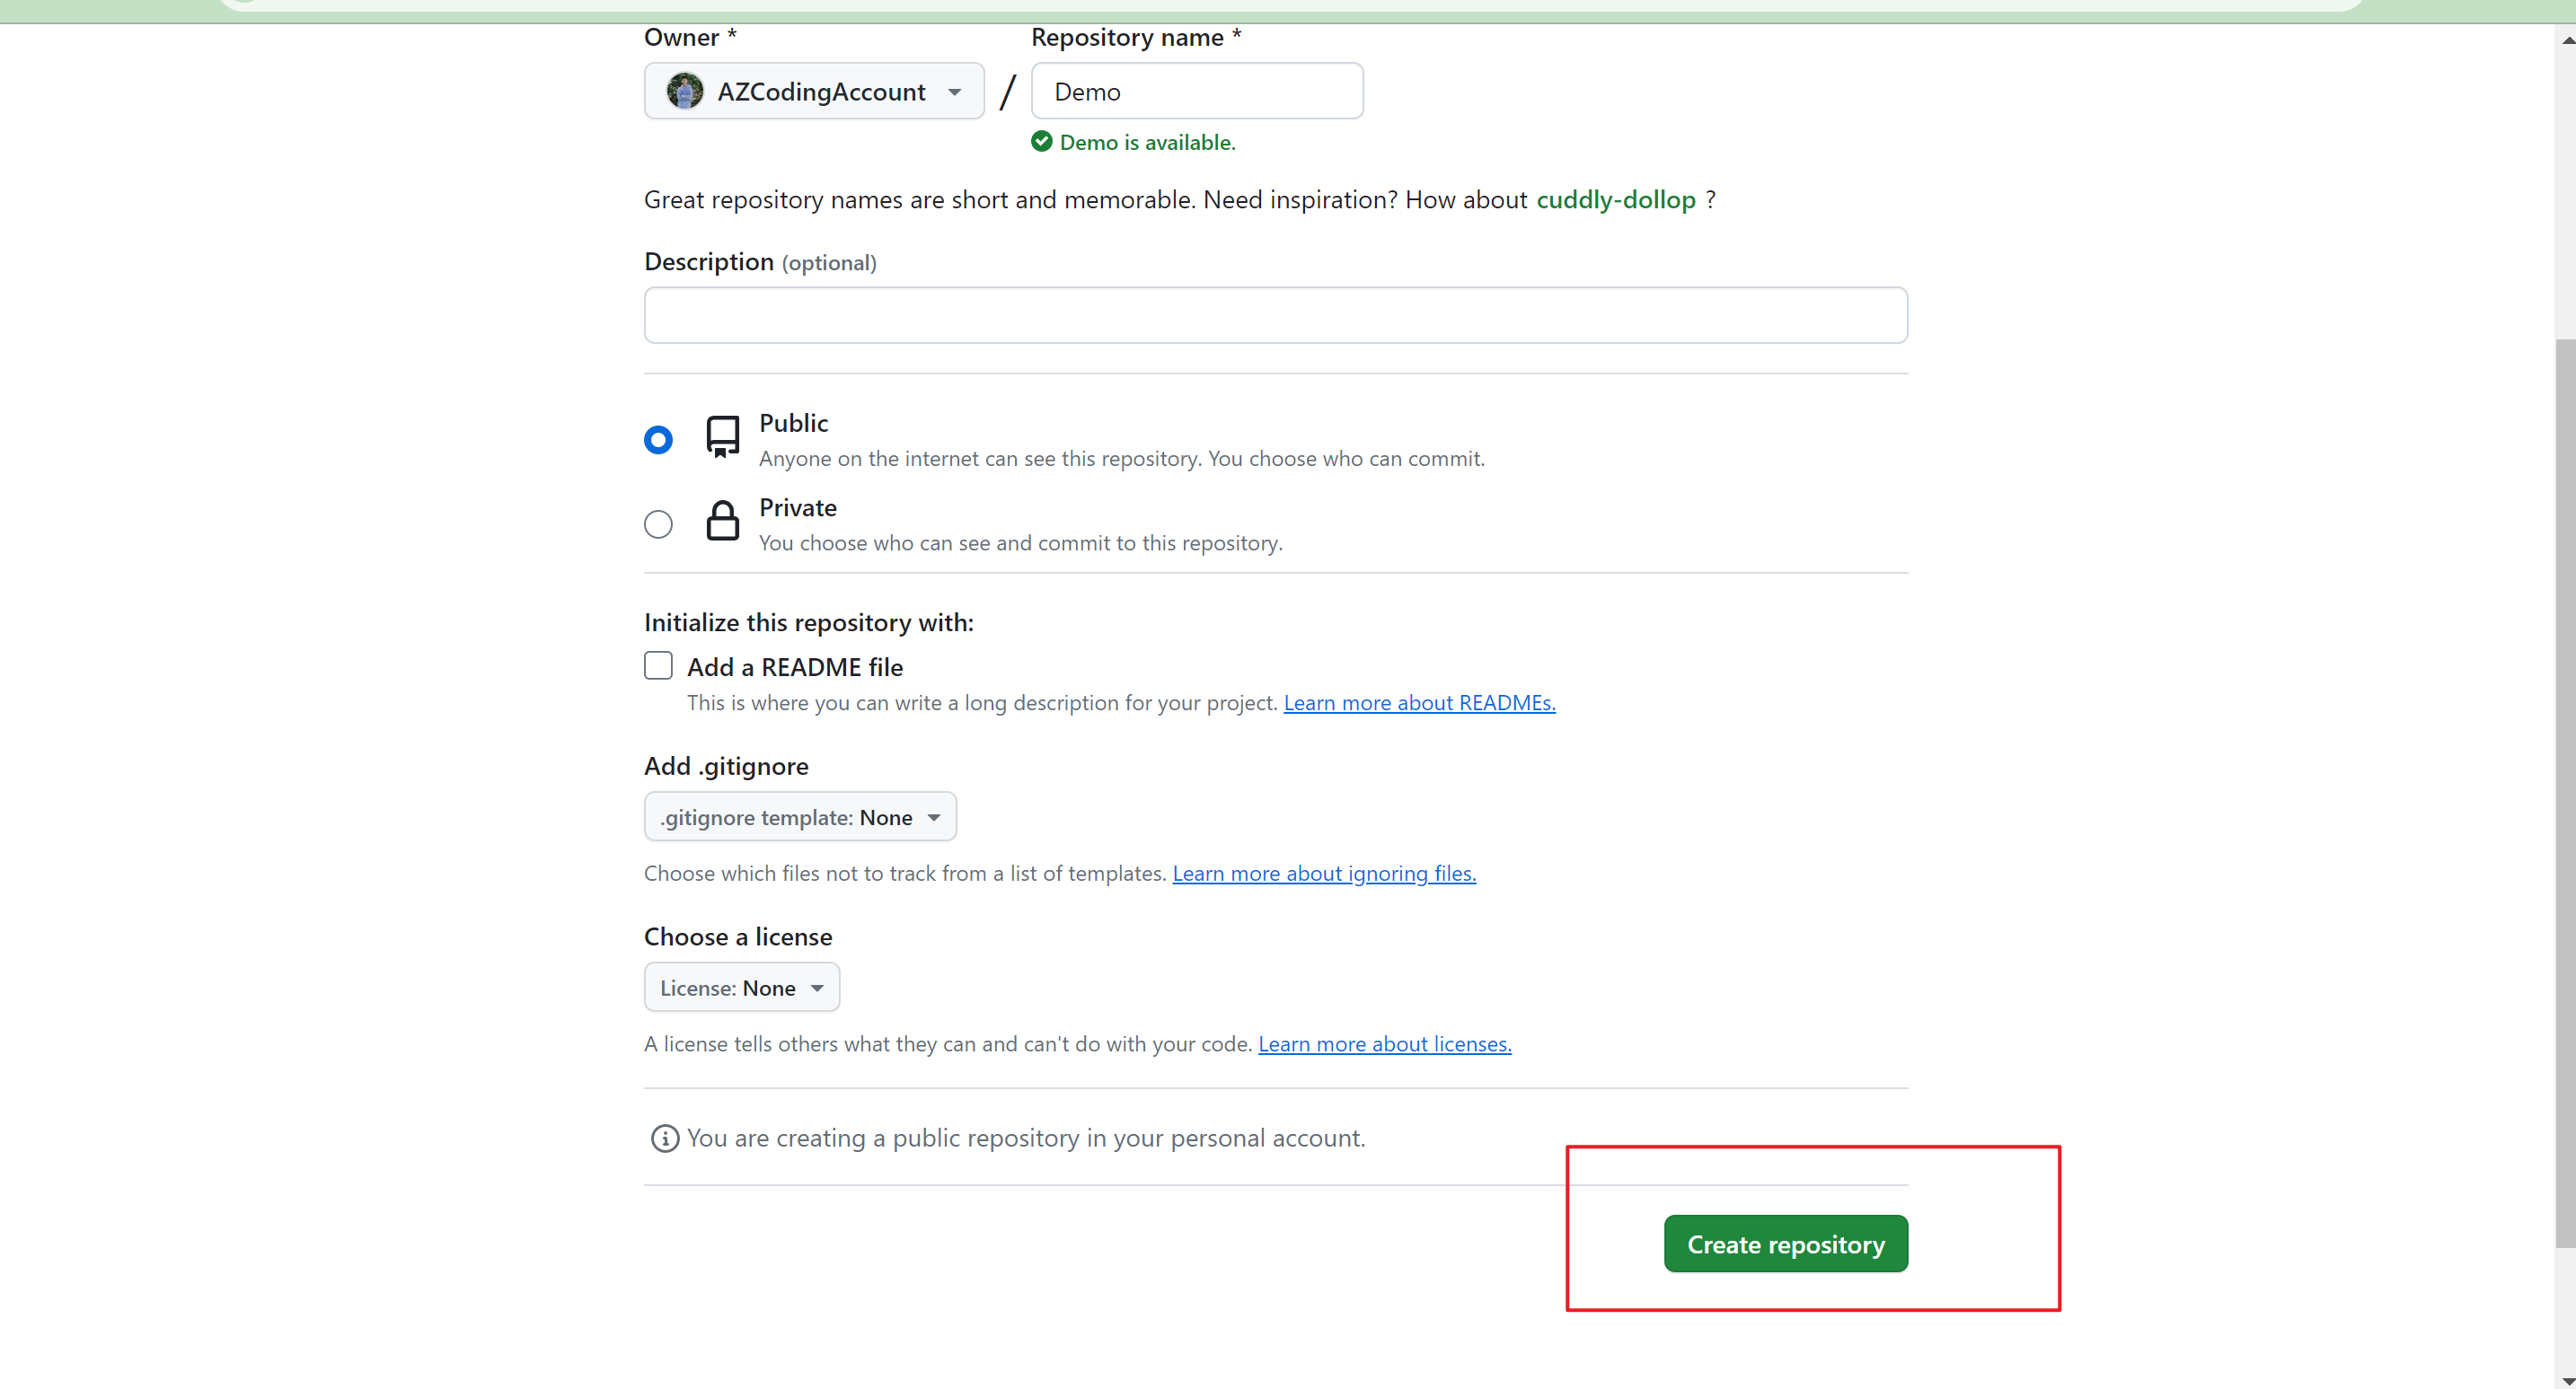 Owner * Repository name *
AZCodingAccount / Demo
Demo is available.
Great repository names are short and memorable. Need inspiration? How about cuddly-dollop ?
Description (optional)
Public
Anyone on the internet can see this repository. You choose who can commit.
Private
You choose who can see and commit to this repository.
Initialize this repository with:
Add a README file
This is where you can write a long description for your project. Learn more about READMEs.
Add .gitignore
.gitignore template: None
Choose which files not to track from a list of templates. Learn more about ignoring files.
Choose a license
License: None
A license tells others what they can and can't do with your code. Learn more about licenses.
You are creating a public repository in your personal account.
Create repository